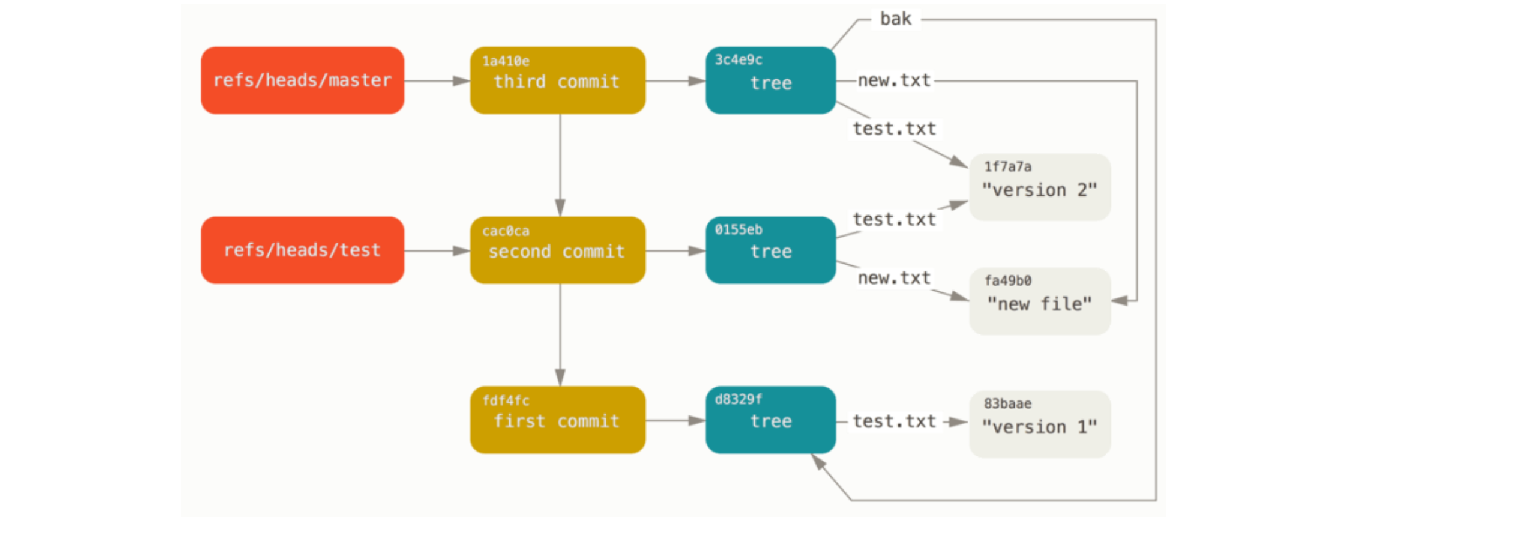 bak
refs/heads/master
1a410e
third commit
3c4e9c
tree
new.txt
test.txt
1f7a7a
"version 2"
refs/heads/test
cac0ca
second commit
0155eb
tree
test.txt
new.txt
fa49b0
"new file"
fdf4fc
first commit
d8329f
tree
test.txt
83baae
"version 1"